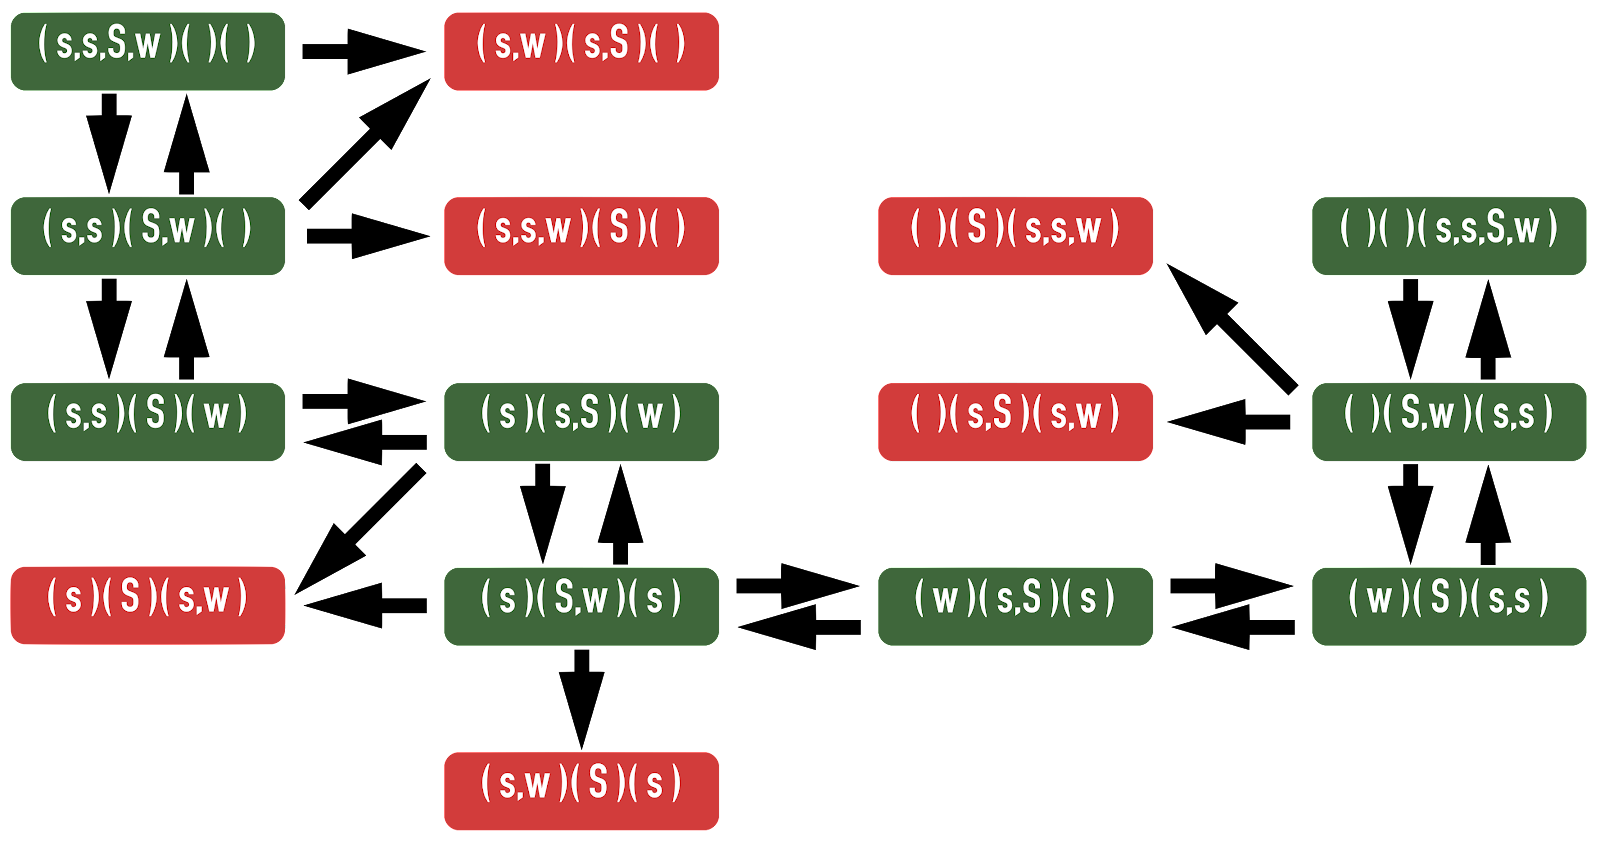 (s,s,S,w)( )( )
(s,w)(s,S)( )
(s,s)(S,w)( )
(s,s,w)(S)( )
( )(S)(s,s,w)
( )( )(s,s,S,w)
(s,s)(S)(w)
(s)(s,S)(w)
( )(s,S)(s,w)
( )(S,w)(s,s)
(s)(S)(s,w)
(s)(S,w)(s)
(w)(s,S)(s)
(w)(S)(s,s)
(s,w)(S)(s)